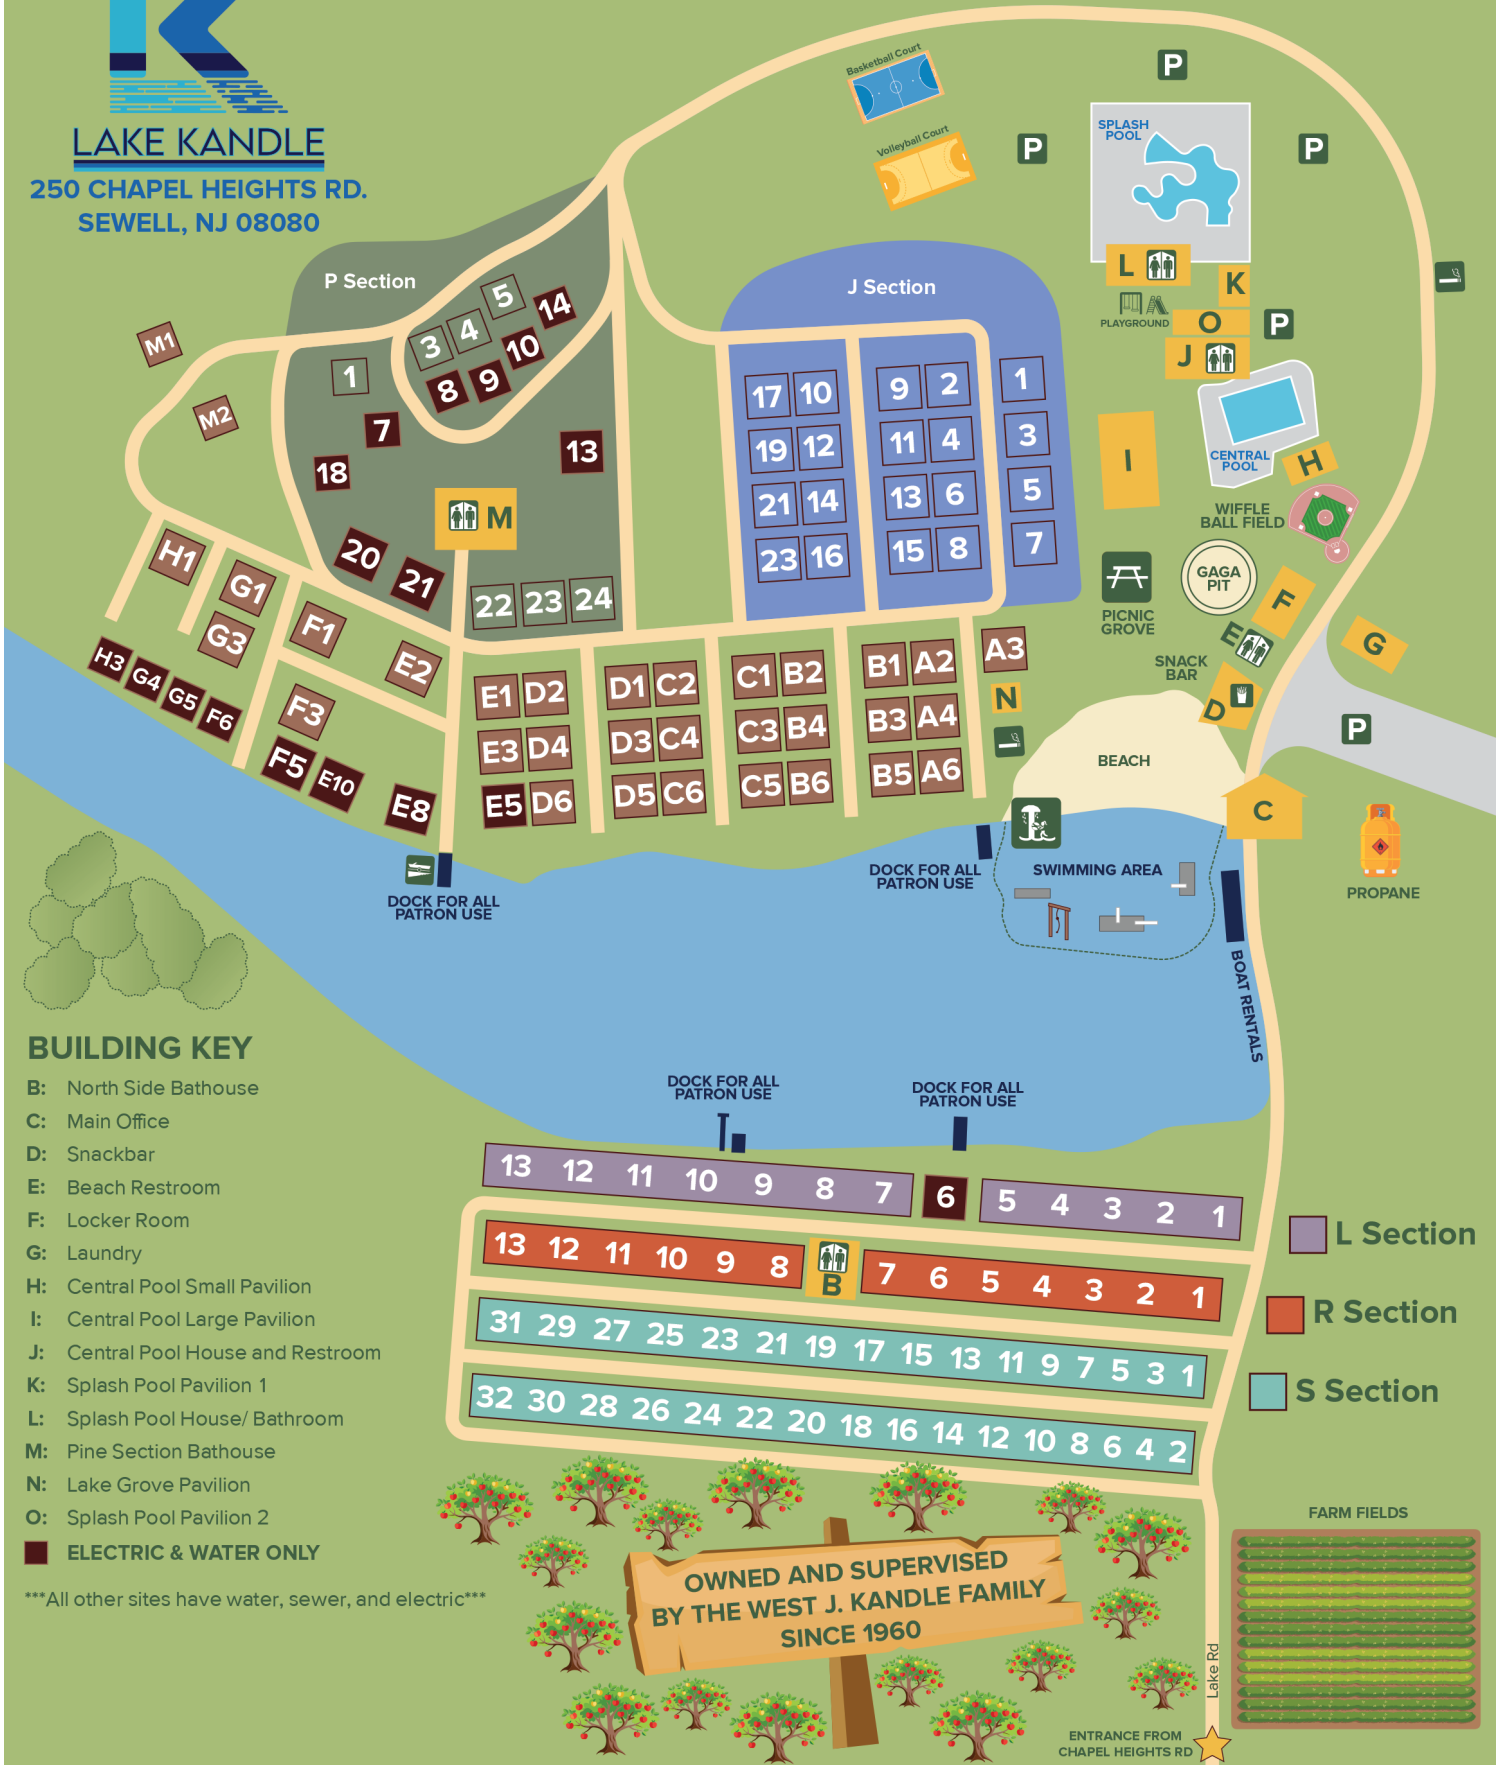 LAKE KANDLE
250 CHAPEL HEIGHTS RD.
SEWELL, NJ 08080
Basketball Court
Volleyball Court
P
P
P
SPLASH
POOL
L
K
PLAYGROUND
O
P
J
CENTRAL
POOL
H
I
WIFFLE
BALL FIELD
GAGA
PIT
PICNIC
GROVE
F
E
G
SNACK
BAR
D
P
BEACH
C
PROPANE
P Section
5
14
3
4
10
8
9
1
7
18
13
M
20
21
22 23 24
M1
M2
J Section
17 10
9 2
1
19 12
11 4
3
21 14
13 6
5
23 16
15 8
7
H1
G1
G3
F1
E2
H3
G4
G5
F6
F3
F5
E10
E8
E1 D2
D1 C2
C1 B2
B1 A2
A3
E3 D4
D3 C4
C3 B4
B3 A4
N
E5 D6
D5 C6
C5 B6
B5 A6
DOCK FOR ALL
PATRON USE
DOCK FOR ALL
PATRON USE
SWIMMING AREA
BOAT RENTALS
DOCK FOR ALL
PATRON USE
DOCK FOR ALL
PATRON USE
BUILDING KEY
B: North Side Bathouse
C: Main Office
D: Snackbar
E: Beach Restroom
F: Locker Room
G: Laundry
H: Central Pool Small Pavilion
I: Central Pool Large Pavilion
J: Central Pool House and Restroom
K: Splash Pool Pavilion 1
L: Splash Pool House/ Bathroom
M: Pine Section Bathouse
N: Lake Grove Pavilion
O: Splash Pool Pavilion 2
ELECTRIC & WATER ONLY
***All other sites have water, sewer, and electric***
13 12 11 10 9 8 7 6 5 4 3 2 1
13 12 11 10 9 8 B 7 6 5 4 3 2 1
31 29 27 25 23 21 19 17 15 13 11 9 7 5 3 1
32 30 28 26 24 22 20 18 16 14 12 10 8 6 4 2
L Section
R Section
S Section
OWNED AND SUPERVISED
BY THE WEST J. KANDLE FAMILY
SINCE 1960
FARM FIELDS
Lake Rd
ENTRANCE FROM
CHAPEL HEIGHTS RD